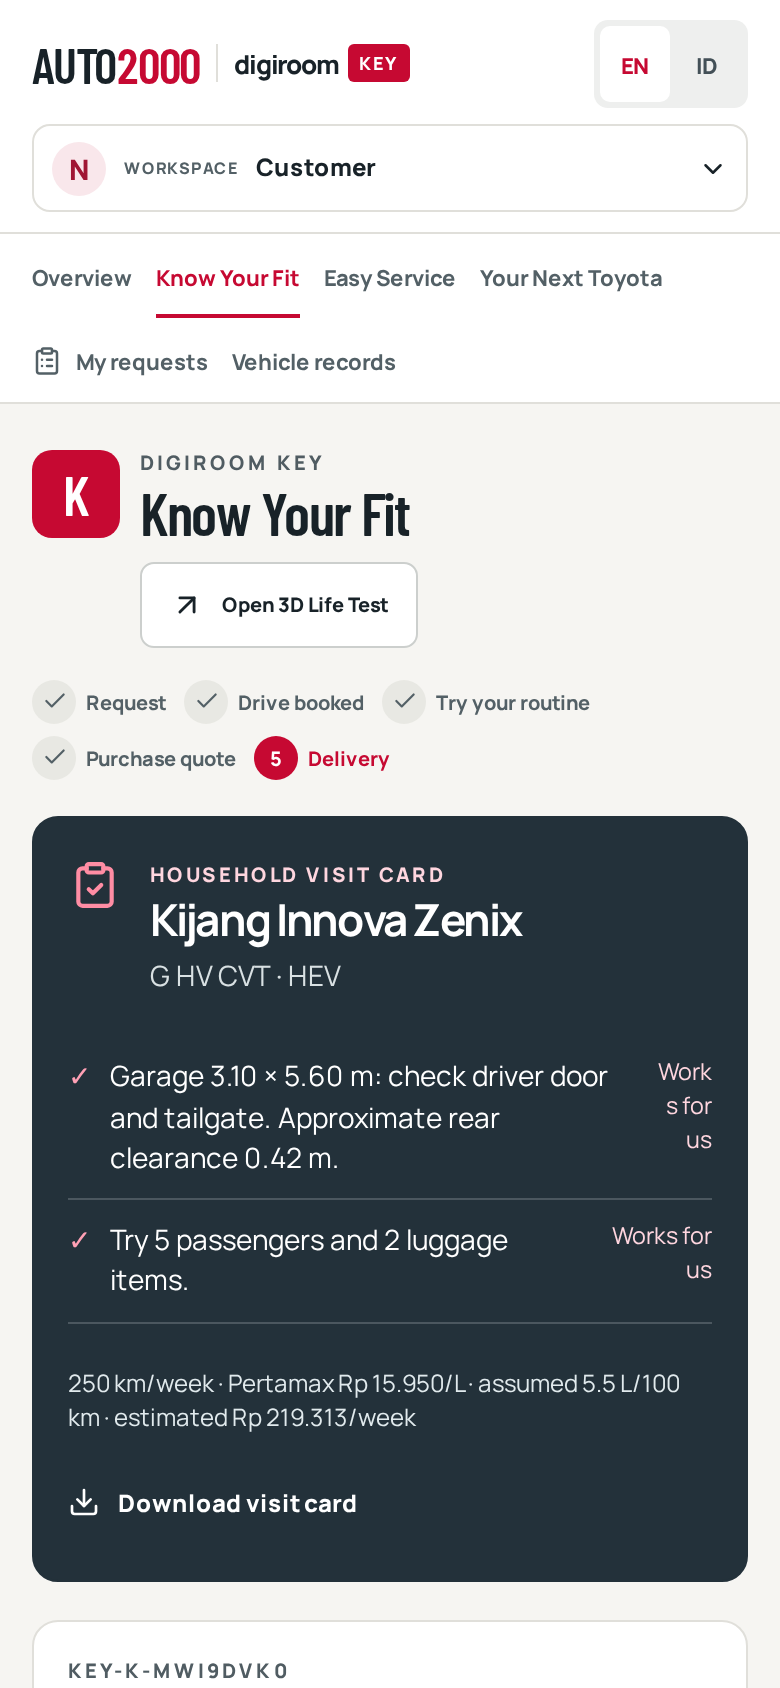 AUTO2000 digiroom KEY EN ID
N WORKSPACE Customer
Overview Know Your Fit Easy Service Your Next Toyota
My requests Vehicle records
K DIGIROOM KEY
Know Your Fit
Open 3D Life Test
Request Drive booked Try your routine
Purchase quote 5 Delivery
HOUSEHOLD VISIT CARD
Kijang Innova Zenix
G HV CVT · HEV
✓ Garage 3.10 × 5.60 m: check driver door
and tailgate. Approximate rear
clearance 0.42 m.
Work
s for
us
✓ Try 5 passengers and 2 luggage
items.
Works for
us
250 km/week · Pertamax Rp 15.950/L · assumed 5.5 L/100
km · estimated Rp 219.313/week
Download visit card
KEY-K-MWI9DVK0